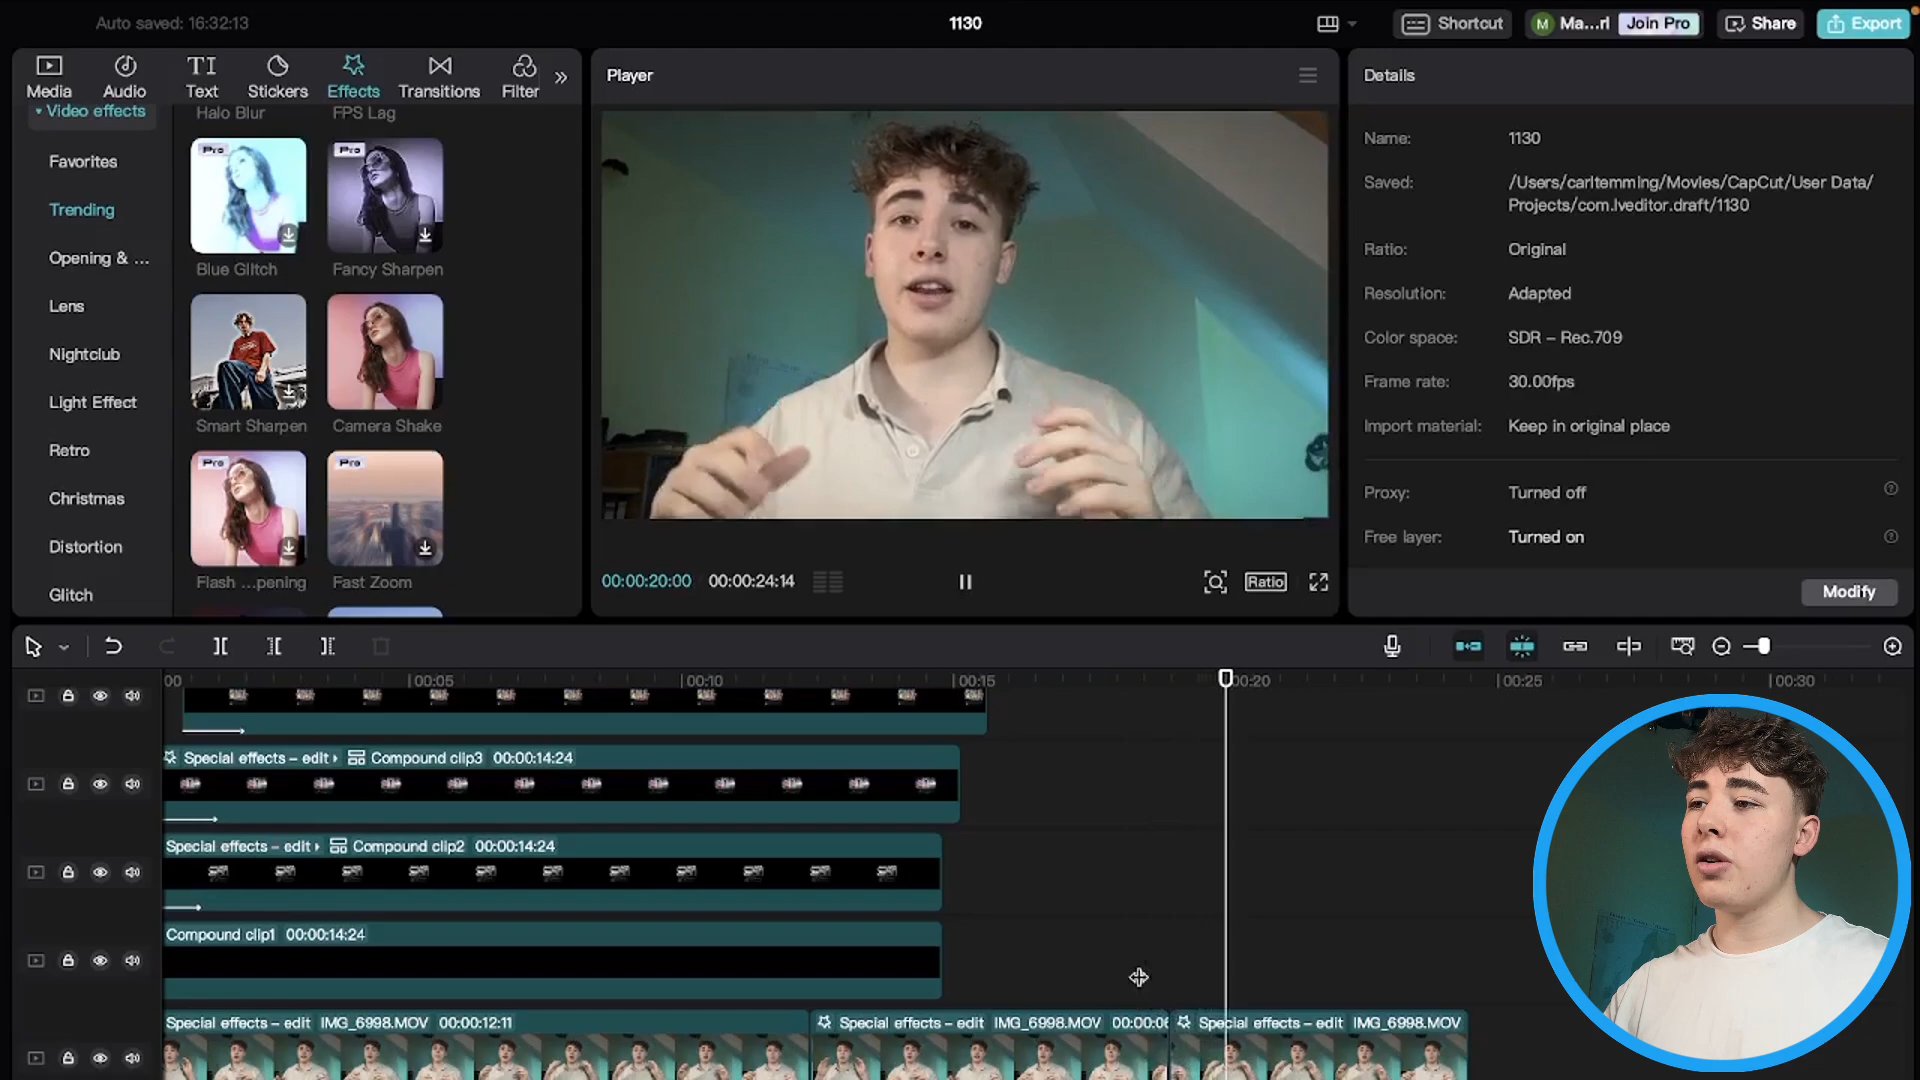 Auto saved: 16:32:13
1130
Shortcut
M
Ma...rl
Join Pro
Share
Export
Media
Audio
TI
Text
Stickers
Effects
Transitions
Filter
Video effects
Favorites
Trending
Opening & ...
Lens
Nightclub
Light Effect
Retro
Christmas
Distortion
Glitch
Halo Blur
FPS Lag
Pro
Pro
Blue Glitch
Fancy Sharpen
Smart Sharpen
Camera Shake
Pro
Pro
Flash ...pening
Fast Zoom
Player
00:00:20:00
00:00:24:14
Ratio
Details
Name: 1130
Saved: /Users/carltemming/Movies/CapCut/User Data/
Projects/com.lveditor.draft/1130
Ratio: Original
Resolution: Adapted
Color space: SDR – Rec.709
Frame rate: 30.00fps
Import material: Keep in original place
Proxy: Turned off
Free layer: Turned on
Modify
00
00:05
00:10
00:15
00:20
00:25
00:30
Special effects – edit Compound clip3 00:00:14:24
Special effects – edit Compound clip2 00:00:14:24
Compound clip1 00:00:14:24
Special effects – edit IMG_6998.MOV 00:00:12:11
Special effects – edit IMG_6998.MOV 00:00:06
Special effects – edit IMG_6998.MOV